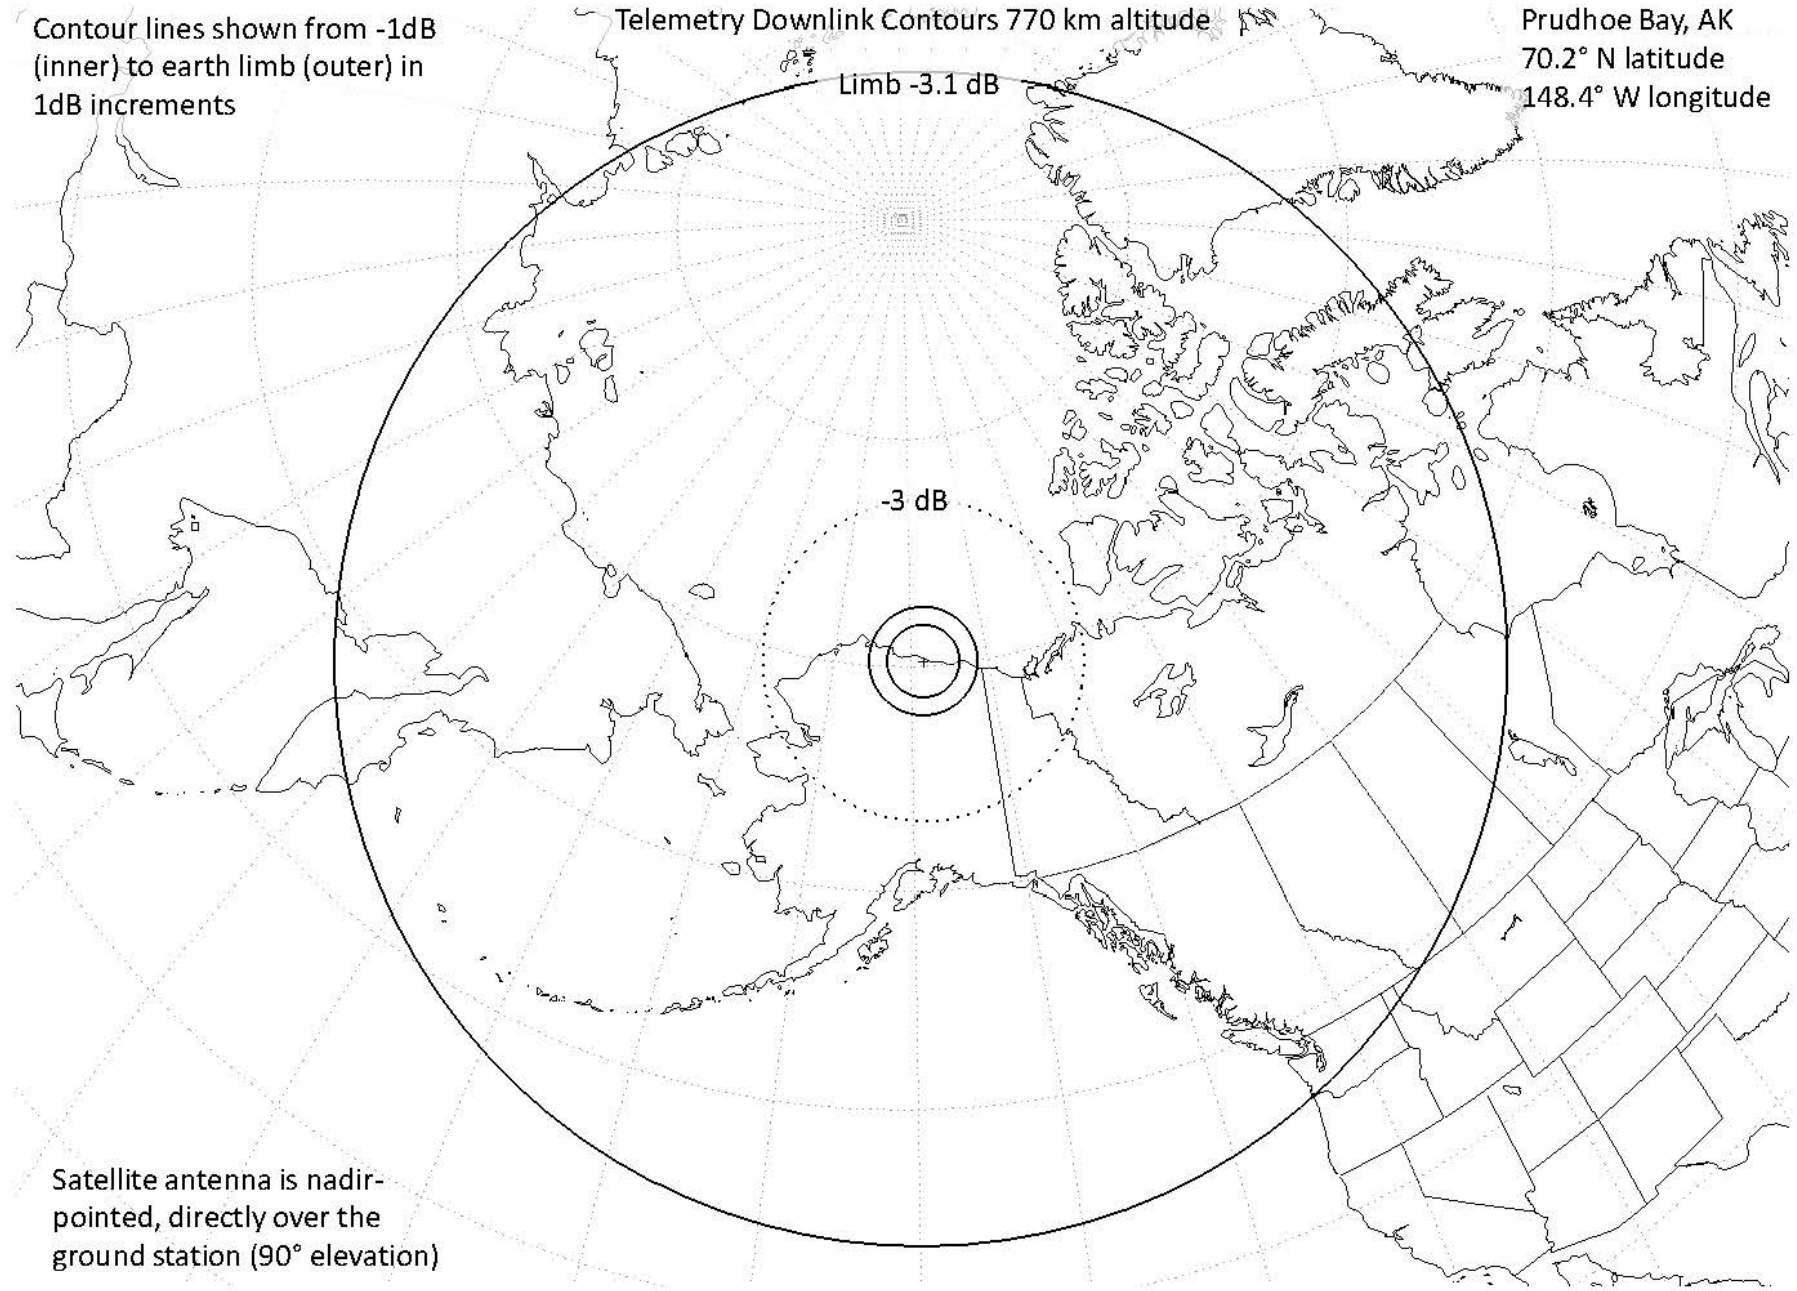 Contour lines shown from -1dB
(inner) to earth limb (outer) in
1dB increments
Telemetry Downlink Contours 770 km altitude
Prudhoe Bay, AK
70.2° N latitude
148.4° W longitude
Limb -3.1 dB
-3 dB
Satellite antenna is nadir-
pointed, directly over the
ground station (90° elevation)